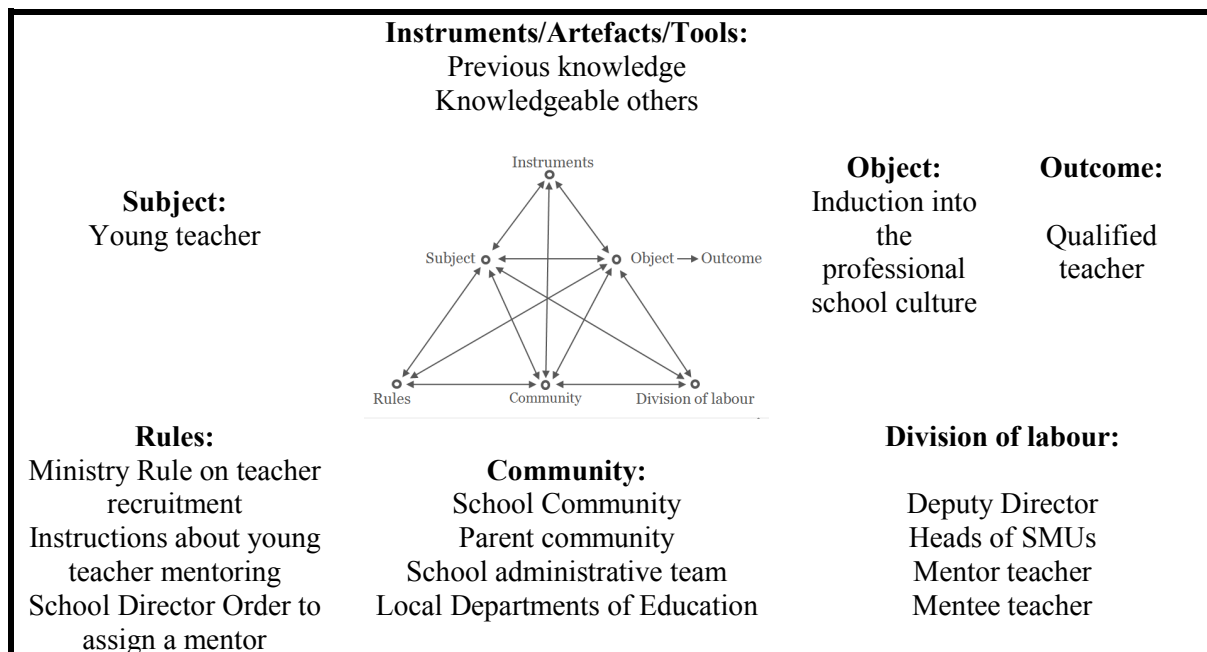 Instruments/Artefacts/Tools:
Previous knowledge
Knowledgeable others
Subject:
Young teacher
Instruments
Subject
Object
Outcome
Rules
Community
Division of labour
Object:
Induction into
the
professional
school culture
Outcome:
Qualified
teacher
Rules:
Ministry Rule on teacher
recruitment
Instructions about young
teacher mentoring
School Director Order to
assign a mentor
Community:
School Community
Parent community
School administrative team
Local Departments of Education
Division of labour:
Deputy Director
Heads of SMUs
Mentor teacher
Mentee teacher